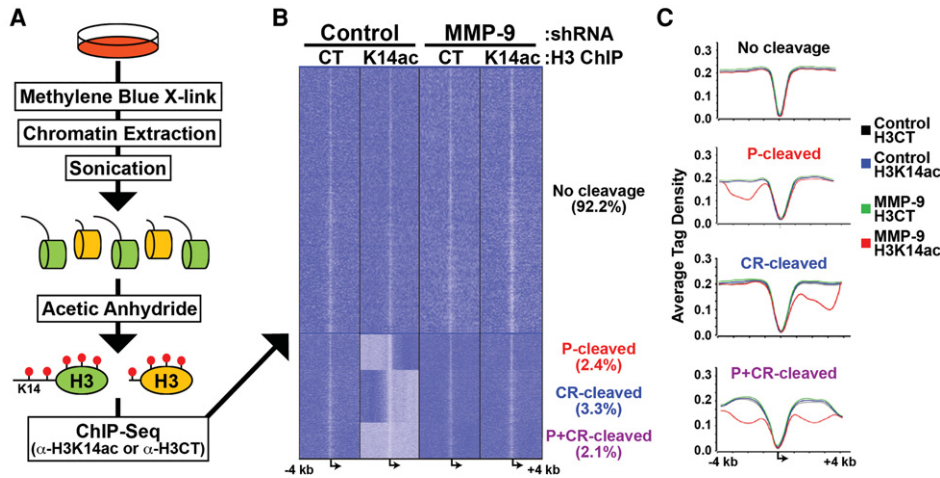 A
Methylene Blue X-link
Chromatin Extraction
Sonication
Acetic Anhydride
K14
H3
H3
ChIP-Seq
(α-H3K14ac or α-H3CT)
B
Control MMP-9 :shRNA
CT K14ac CT K14ac :H3 ChIP
No cleavage
(92.2%)
P-cleaved
(2.4%)
CR-cleaved
(3.3%)
P+CR-cleaved
(2.1%)
-4 kb +4 kb
C
Average Tag Density
No cleavage
0.3
0.2
0.1
0.0
P-cleaved
0.3
0.2
0.1
0.0
CR-cleaved
0.3
0.2
0.1
0.0
P+CR-cleaved
0.3
0.2
0.1
0.0
-4 kb +4 kb
Control
H3CT
Control
H3K14ac
MMP-9
H3CT
MMP-9
H3K14ac